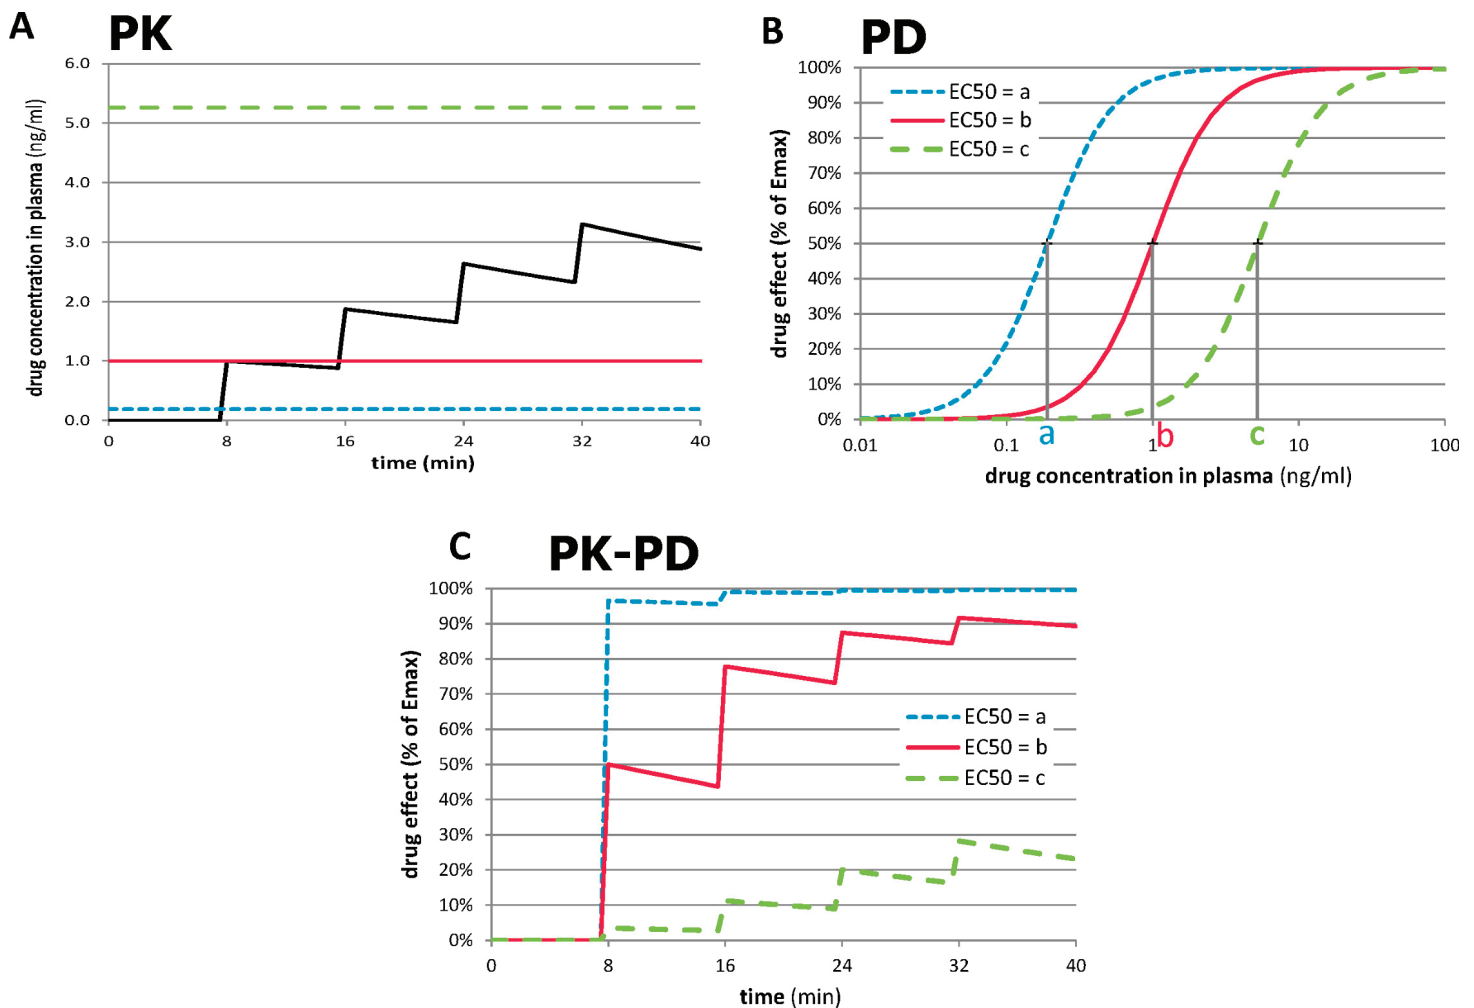 A PK
drug concentration in plasma (ng/ml)
6.0
5.0
4.0
3.0
2.0
1.0
0.0
0 8 16 24 32 40
time (min)
B PD
drug effect (% of Emax)
100%
90%
80%
70%
60%
50%
40%
30%
20%
10%
0%
EC50 = a
EC50 = b
EC50 = c
a b c
0.01 0.1 1 10 100
drug concentration in plasma (ng/ml)
C PK-PD
drug effect (% of Emax)
100%
90%
80%
70%
60%
50%
40%
30%
20%
10%
0%
EC50 = a
EC50 = b
EC50 = c
0 8 16 24 32 40
time (min)